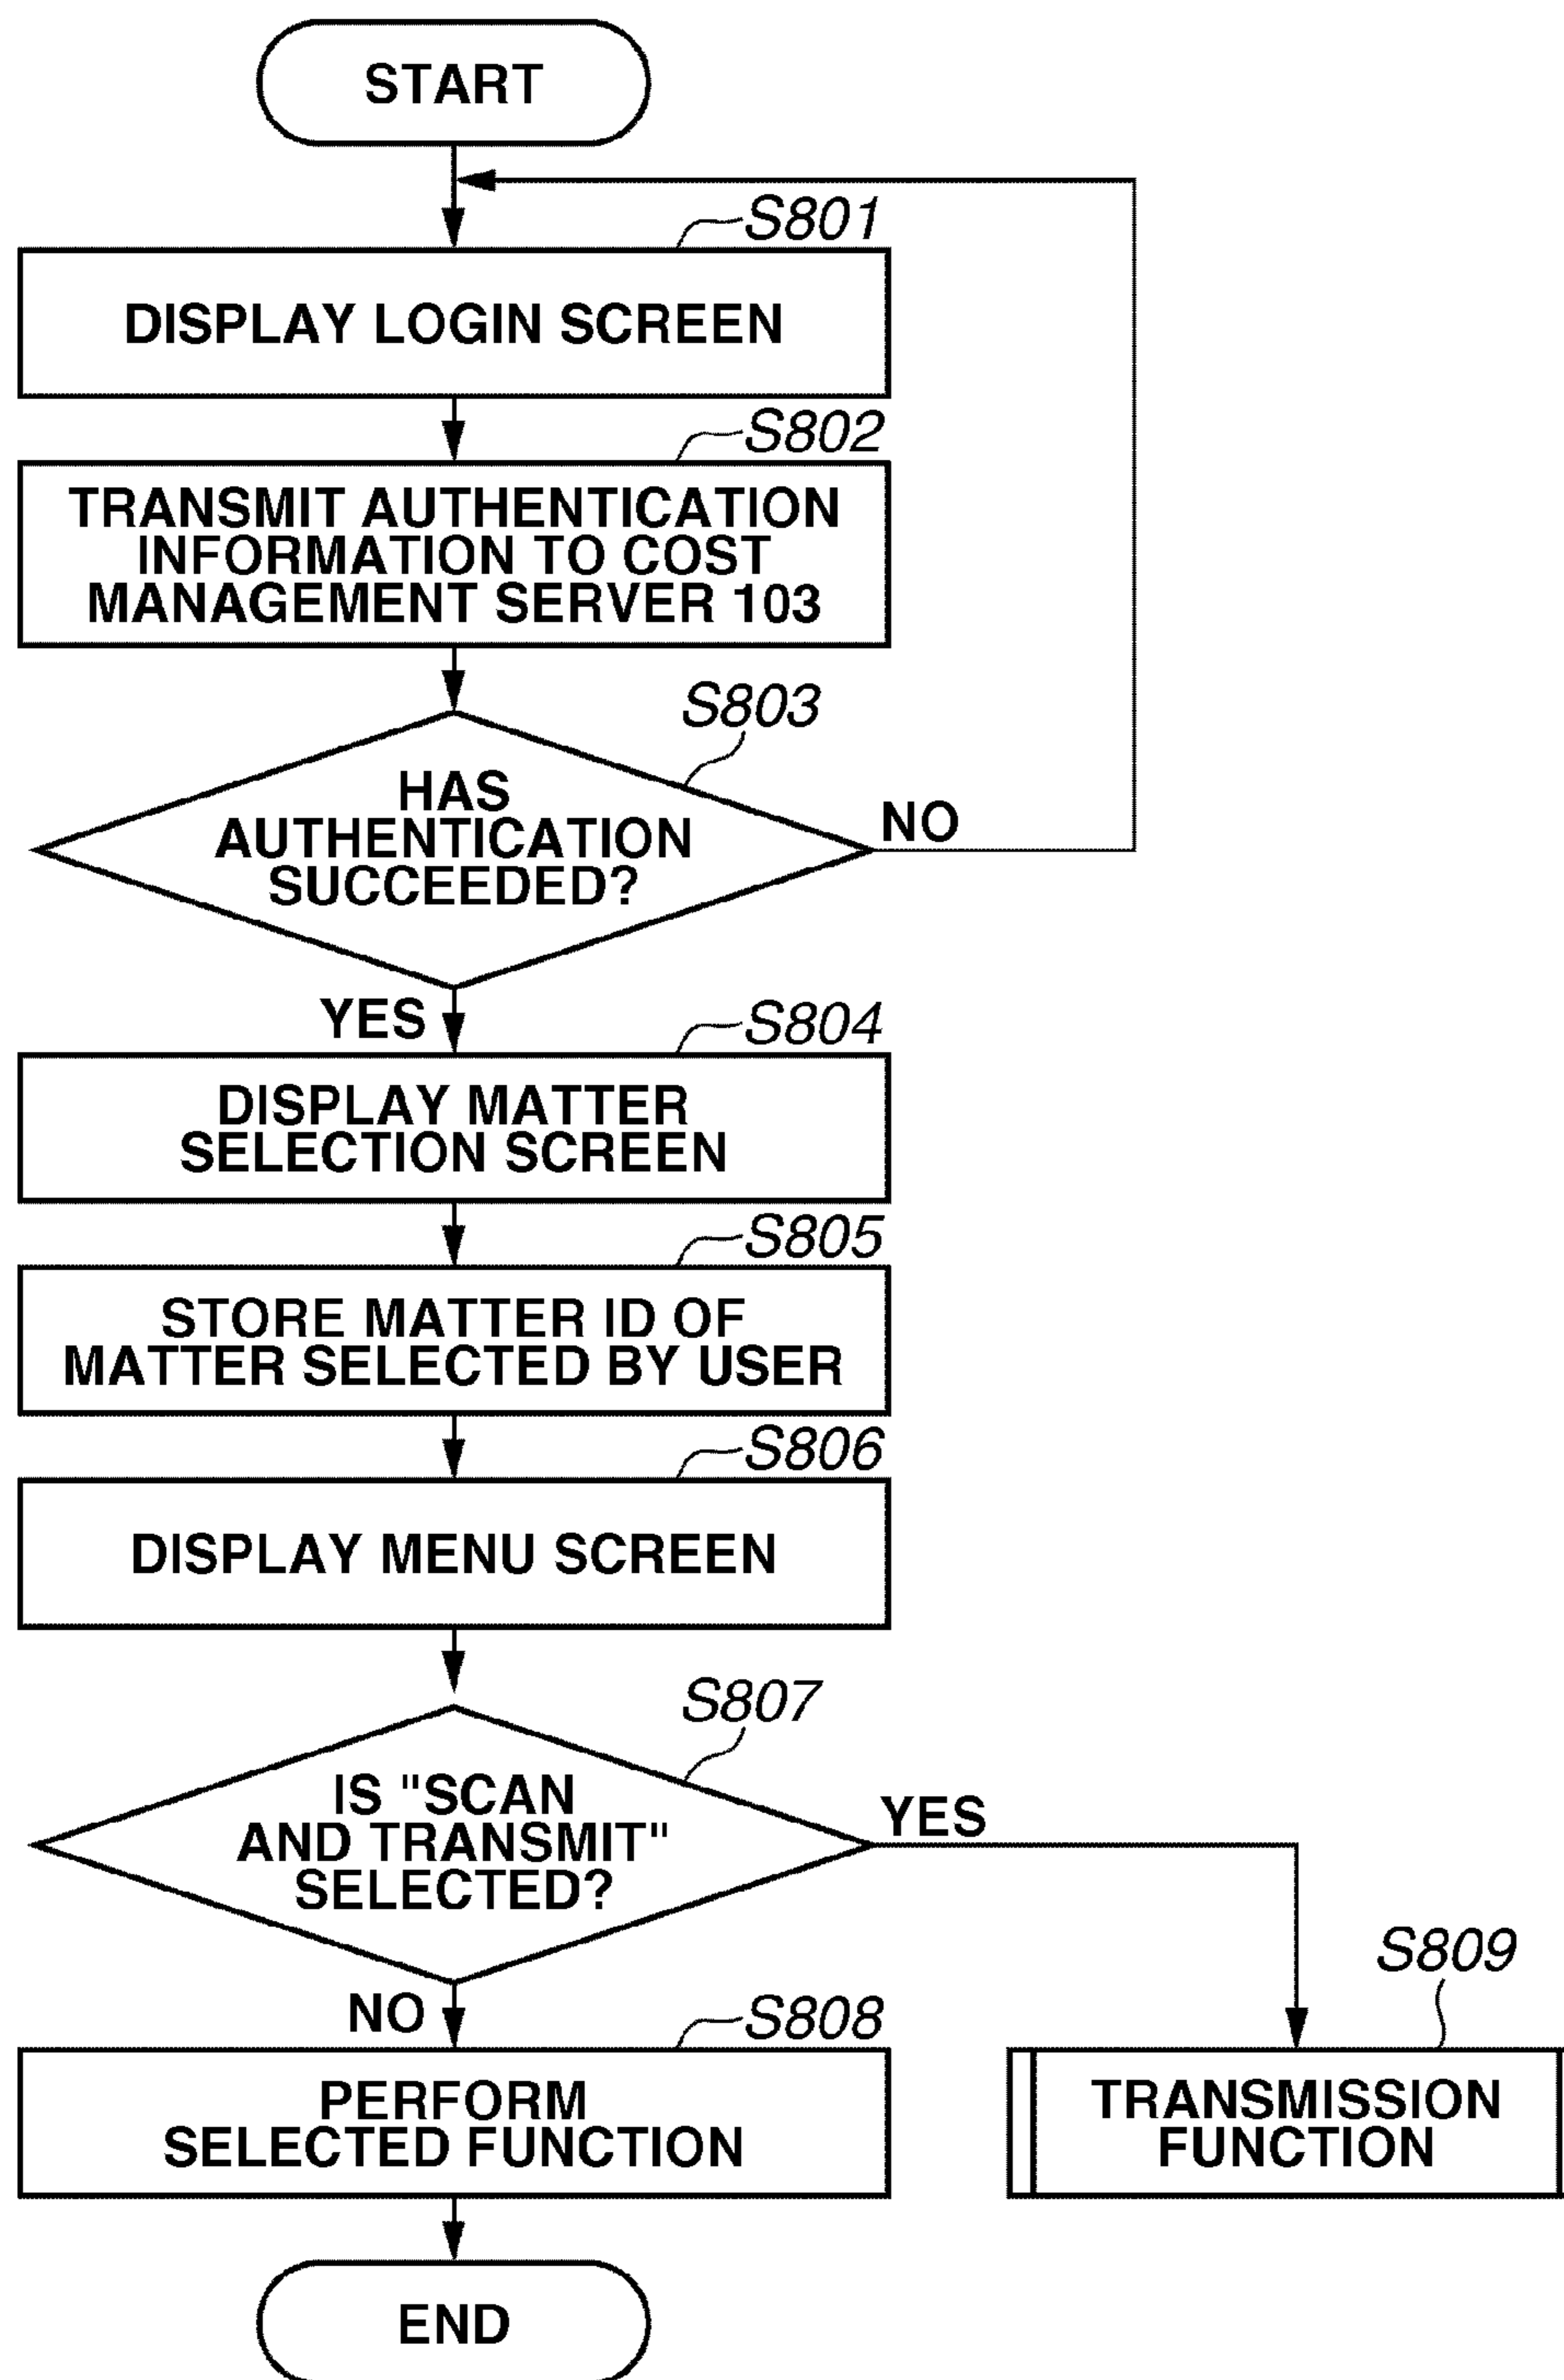 START
S801
DISPLAY LOGIN SCREEN
S802
TRANSMIT AUTHENTICATION
INFORMATION TO COST
MANAGEMENT SERVER 103
S803
HAS
AUTHENTICATION
SUCCEEDED?
NO
YES
S804
DISPLAY MATTER
SELECTION SCREEN
S805
STORE MATTER ID OF
MATTER SELECTED BY USER
S806
DISPLAY MENU SCREEN
S807
IS "SCAN
AND TRANSMIT"
SELECTED?
YES
NO
S808
PERFORM
SELECTED FUNCTION
S809
TRANSMISSION
FUNCTION
END